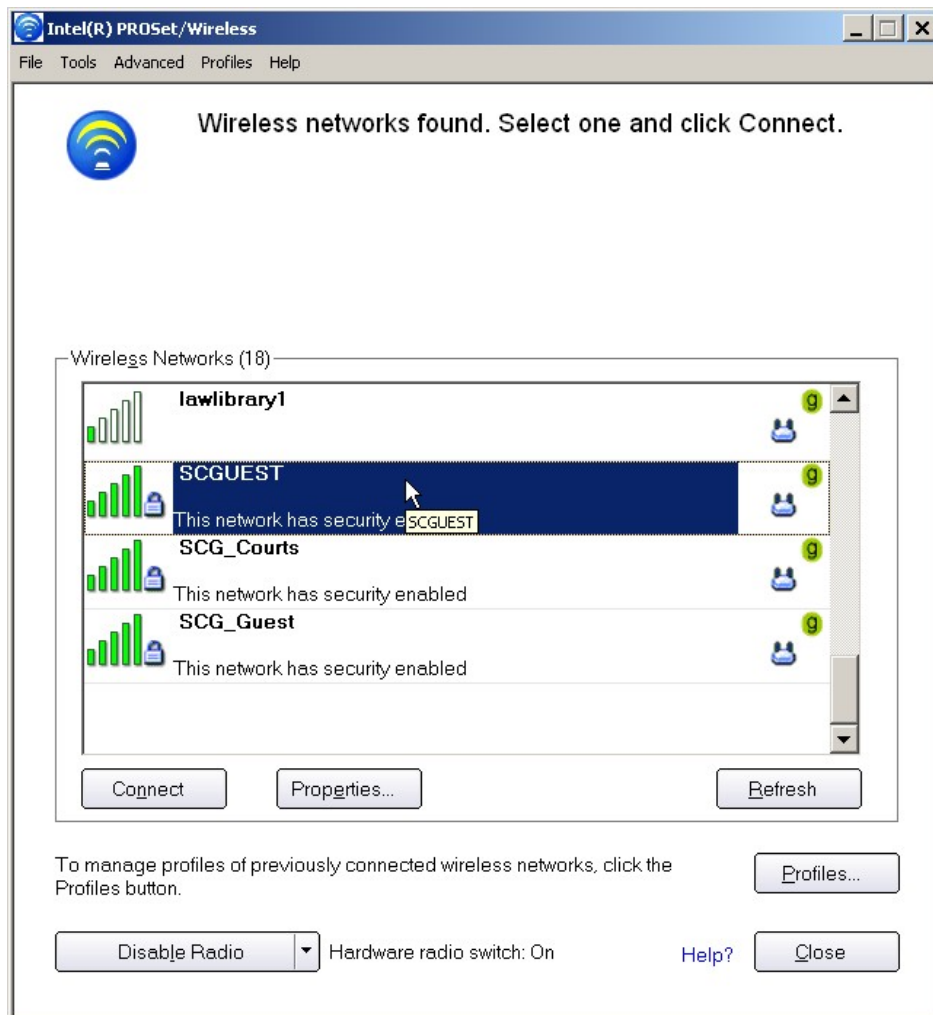 Intel(R) PROSet/Wireless
File Tools Advanced Profiles Help
Wireless networks found. Select one and click Connect.
Wireless Networks (18)
lawlibrary1
g
SCGUEST
g
This network has security e
SCGUEST
SCG_Courts
g
This network has security enabled
SCG_Guest
g
This network has security enabled
Connect Properties... Refresh
To manage profiles of previously connected wireless networks, click the
Profiles button.
Profiles...
Disable Radio Hardware radio switch: On Help? Close